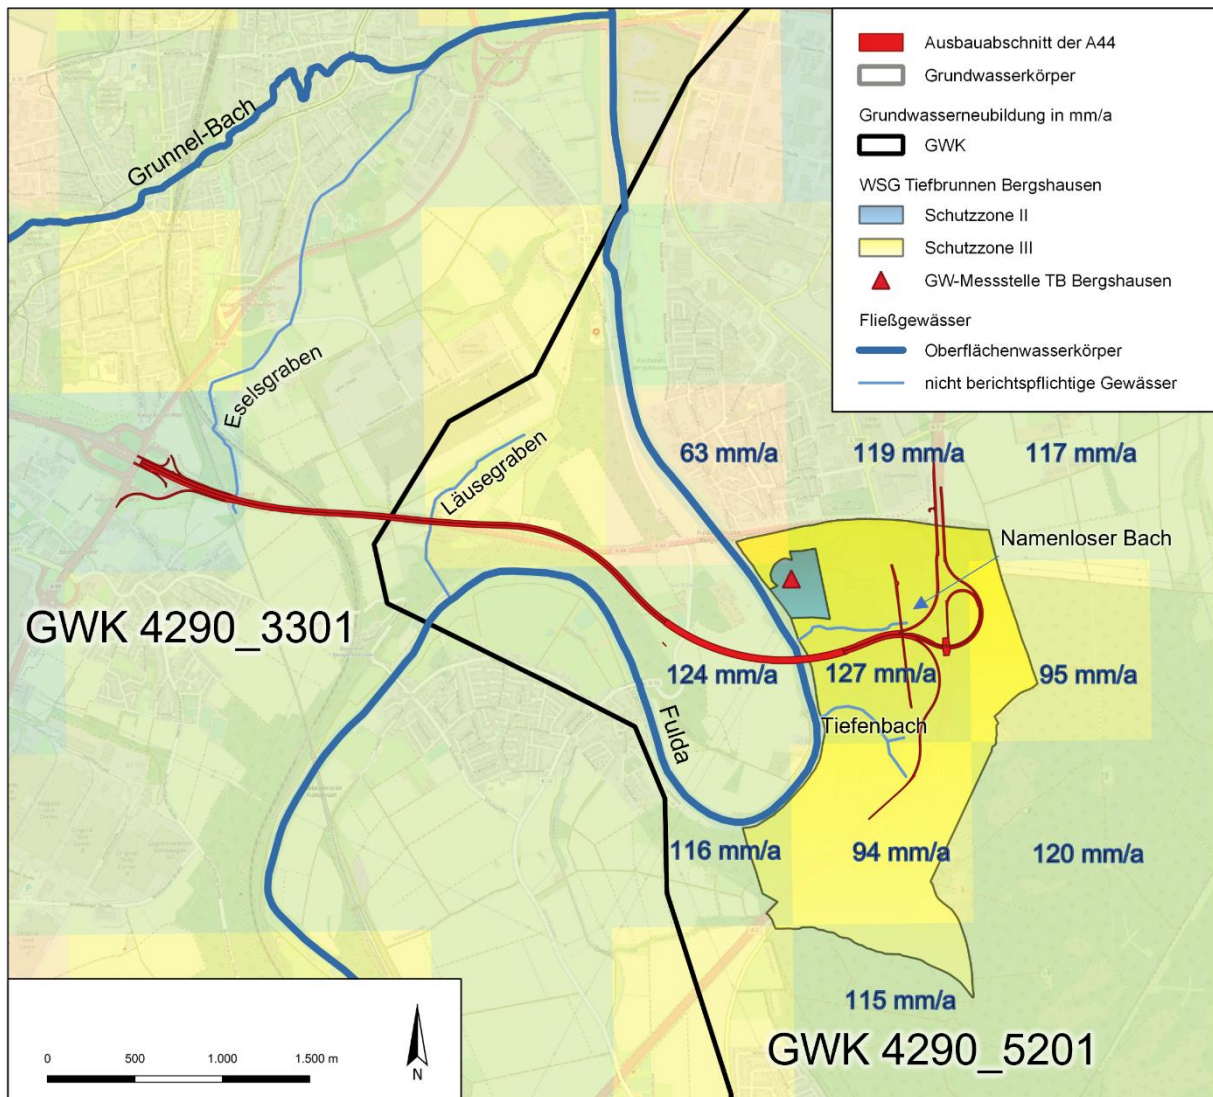 Ausbauabschnitt der A44
Grundwasserkörper
Grundwasserneubildung in mm/a
GWK
WSG Tiefbrunnen Bergshausen
Schutzzone II
Schutzzone III
GW-Messstelle TB Bergshausen
Fließgewässer
Oberflächenwasserkörper
nicht berichtspflichtige Gewässer
Grunnel-Bach
Eselsgraben
Läusegraben
63 mm/a
119 mm/a
117 mm/a
Namenloser Bach
GWK 4290_3301
124 mm/a
127 mm/a
95 mm/a
Fulda
Tiefenbach
116 mm/a
94 mm/a
120 mm/a
115 mm/a
GWK 4290_5201
0 500 1.000 1.500 m
N